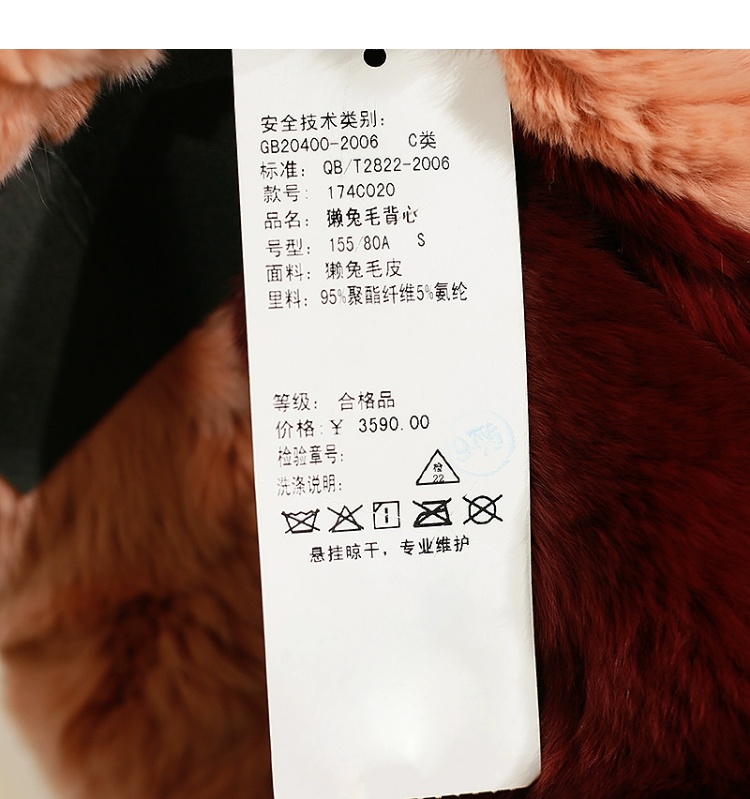 安全技术类别：
GB20400-2006 C类
标准： QB/T2822-2006
款号： 174C020
品名： 獭兔毛背心
号型： 155/80A S
面料： 獭兔毛皮
里料： 95%聚酯纤维5%氨纶
等级： 合格品
价格：￥ 3590.00
检验章号：
检
22
洗涤说明：
悬挂晾干，专业维护